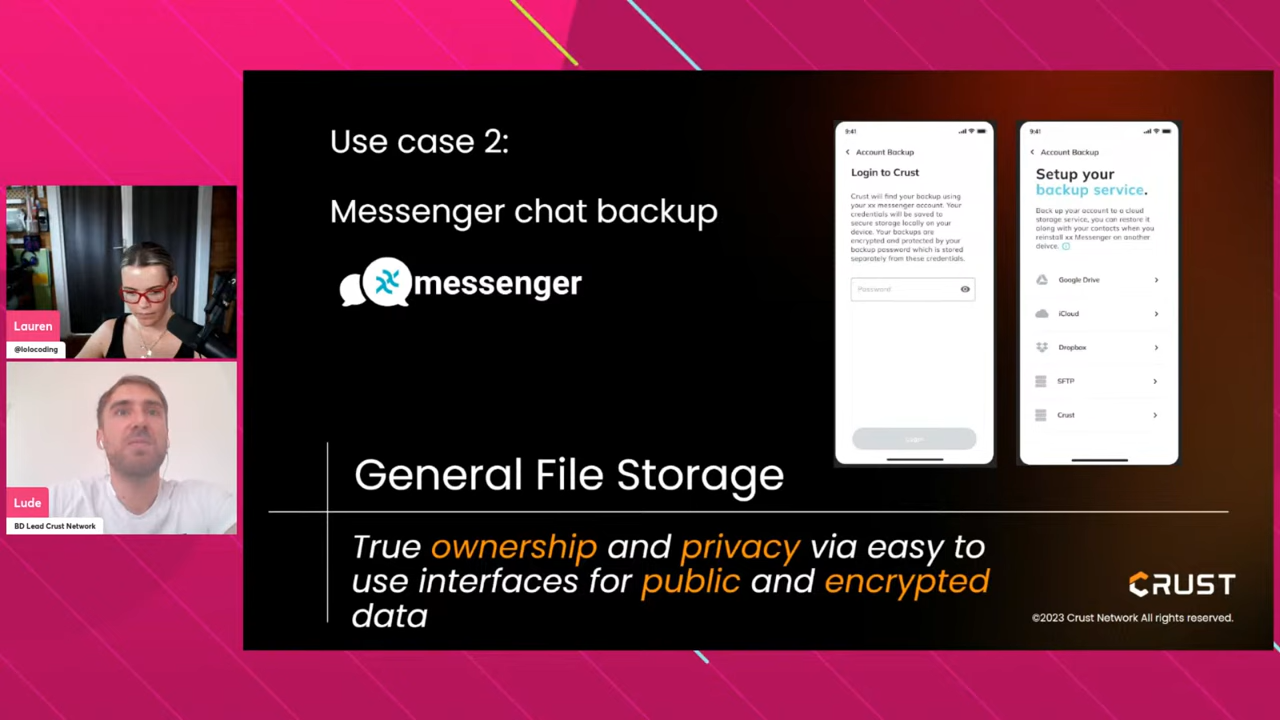 Use case 2:
Messenger chat backup
messenger
9:41
Account Backup
Login to Crust
Crust will find your backup using
your xx messenger account. Your
credentials will be saved to
secure storage locally on your
device. Your backups are
encrypted and protected by your
backup password which is stored
separately from these credentials.
Password
Login
9:41
Account Backup
Setup your
backup service.
Back up your account to a cloud
storage service, you can restore it
along with your contacts when you
reinstall xx Messenger on another
deivce.
Google Drive
iCloud
Dropbox
SFTP
Crust
Lauren
@lolocoding
Lude
BD Lead Crust Network
General File Storage
True ownership and privacy via easy to
use interfaces for public and encrypted
data
CRUST
©2023 Crust Network All rights reserved.